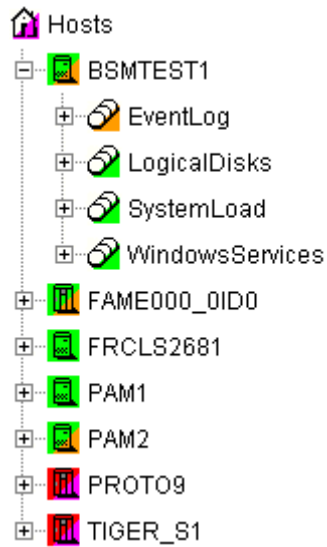 Hosts
BSMTEST1
EventLog
LogicalDisks
SystemLoad
WindowsServices
FAME000_0ID0
FRCLS2681
PAM1
PAM2
PROTO9
TIGER_S1